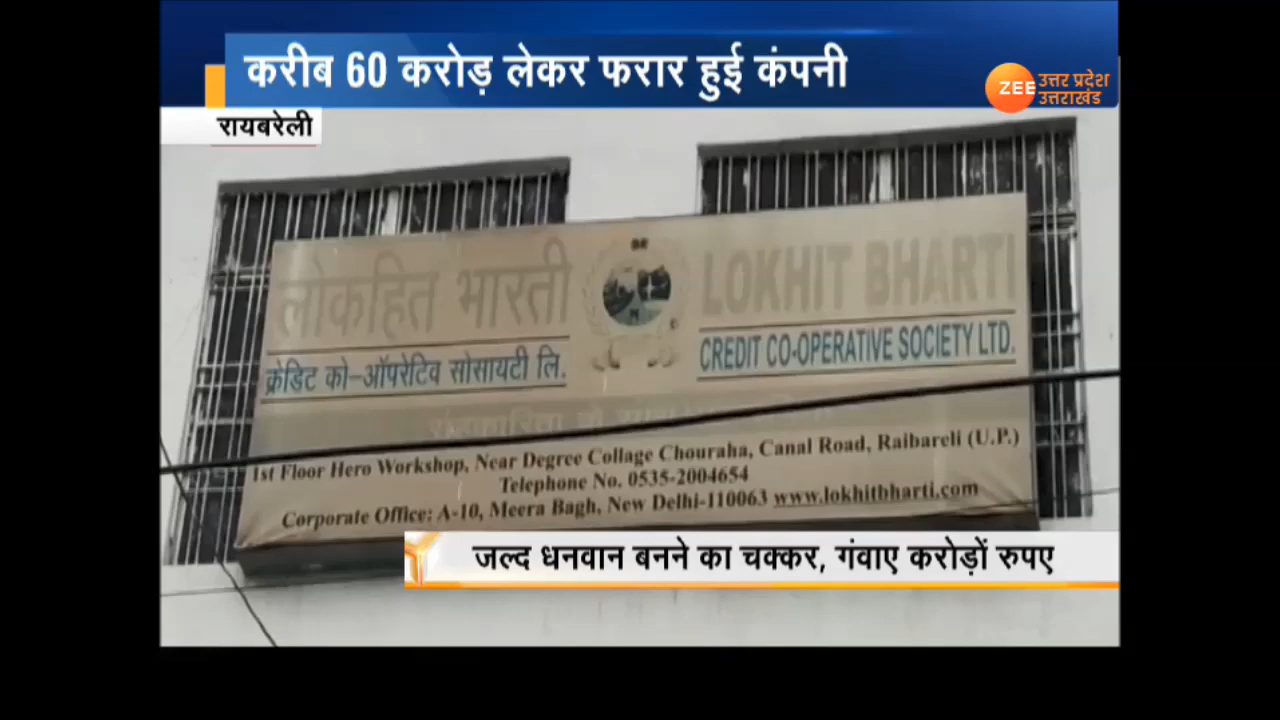 करीब 60 करोड़ लेकर फरार हुई कंपनी
ZEE उत्तर प्रदेश
उत्तराखंड
रायबरेली
लोकहित भारती
LOKHIT BHARTI
क्रेडिट को-ऑपरेटिव सोसायटी लि.
CREDIT CO-OPERATIVE SOCIETY LTD.
1st Floor Hero Workshop, Near Degree Collage Chouraha, Canal Road, Raibareli (U.P.)
Telephone No. 0535-2004654
Corporate Office: A-10, Meera Bagh, New Delhi-110063 www.lokhitbharti.com
जल्द धनवान बनने का चक्कर, गंवाए करोड़ों रुपए